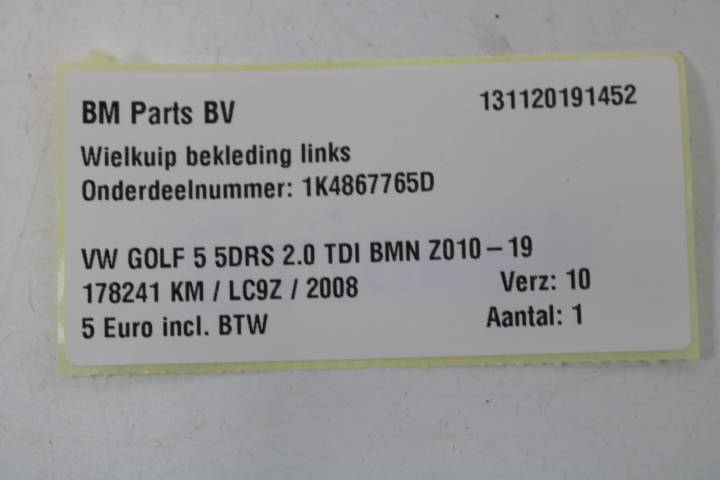 BM Parts BV 131120191452
Wielkuip bekleding links
Onderdeelnummer: 1K4867765D
VW GOLF 5 5DRS 2.0 TDI BMN Z010-19
178241 KM / LC9Z / 2008 Verz: 10
5 Euro incl. BTW Aantal: 1